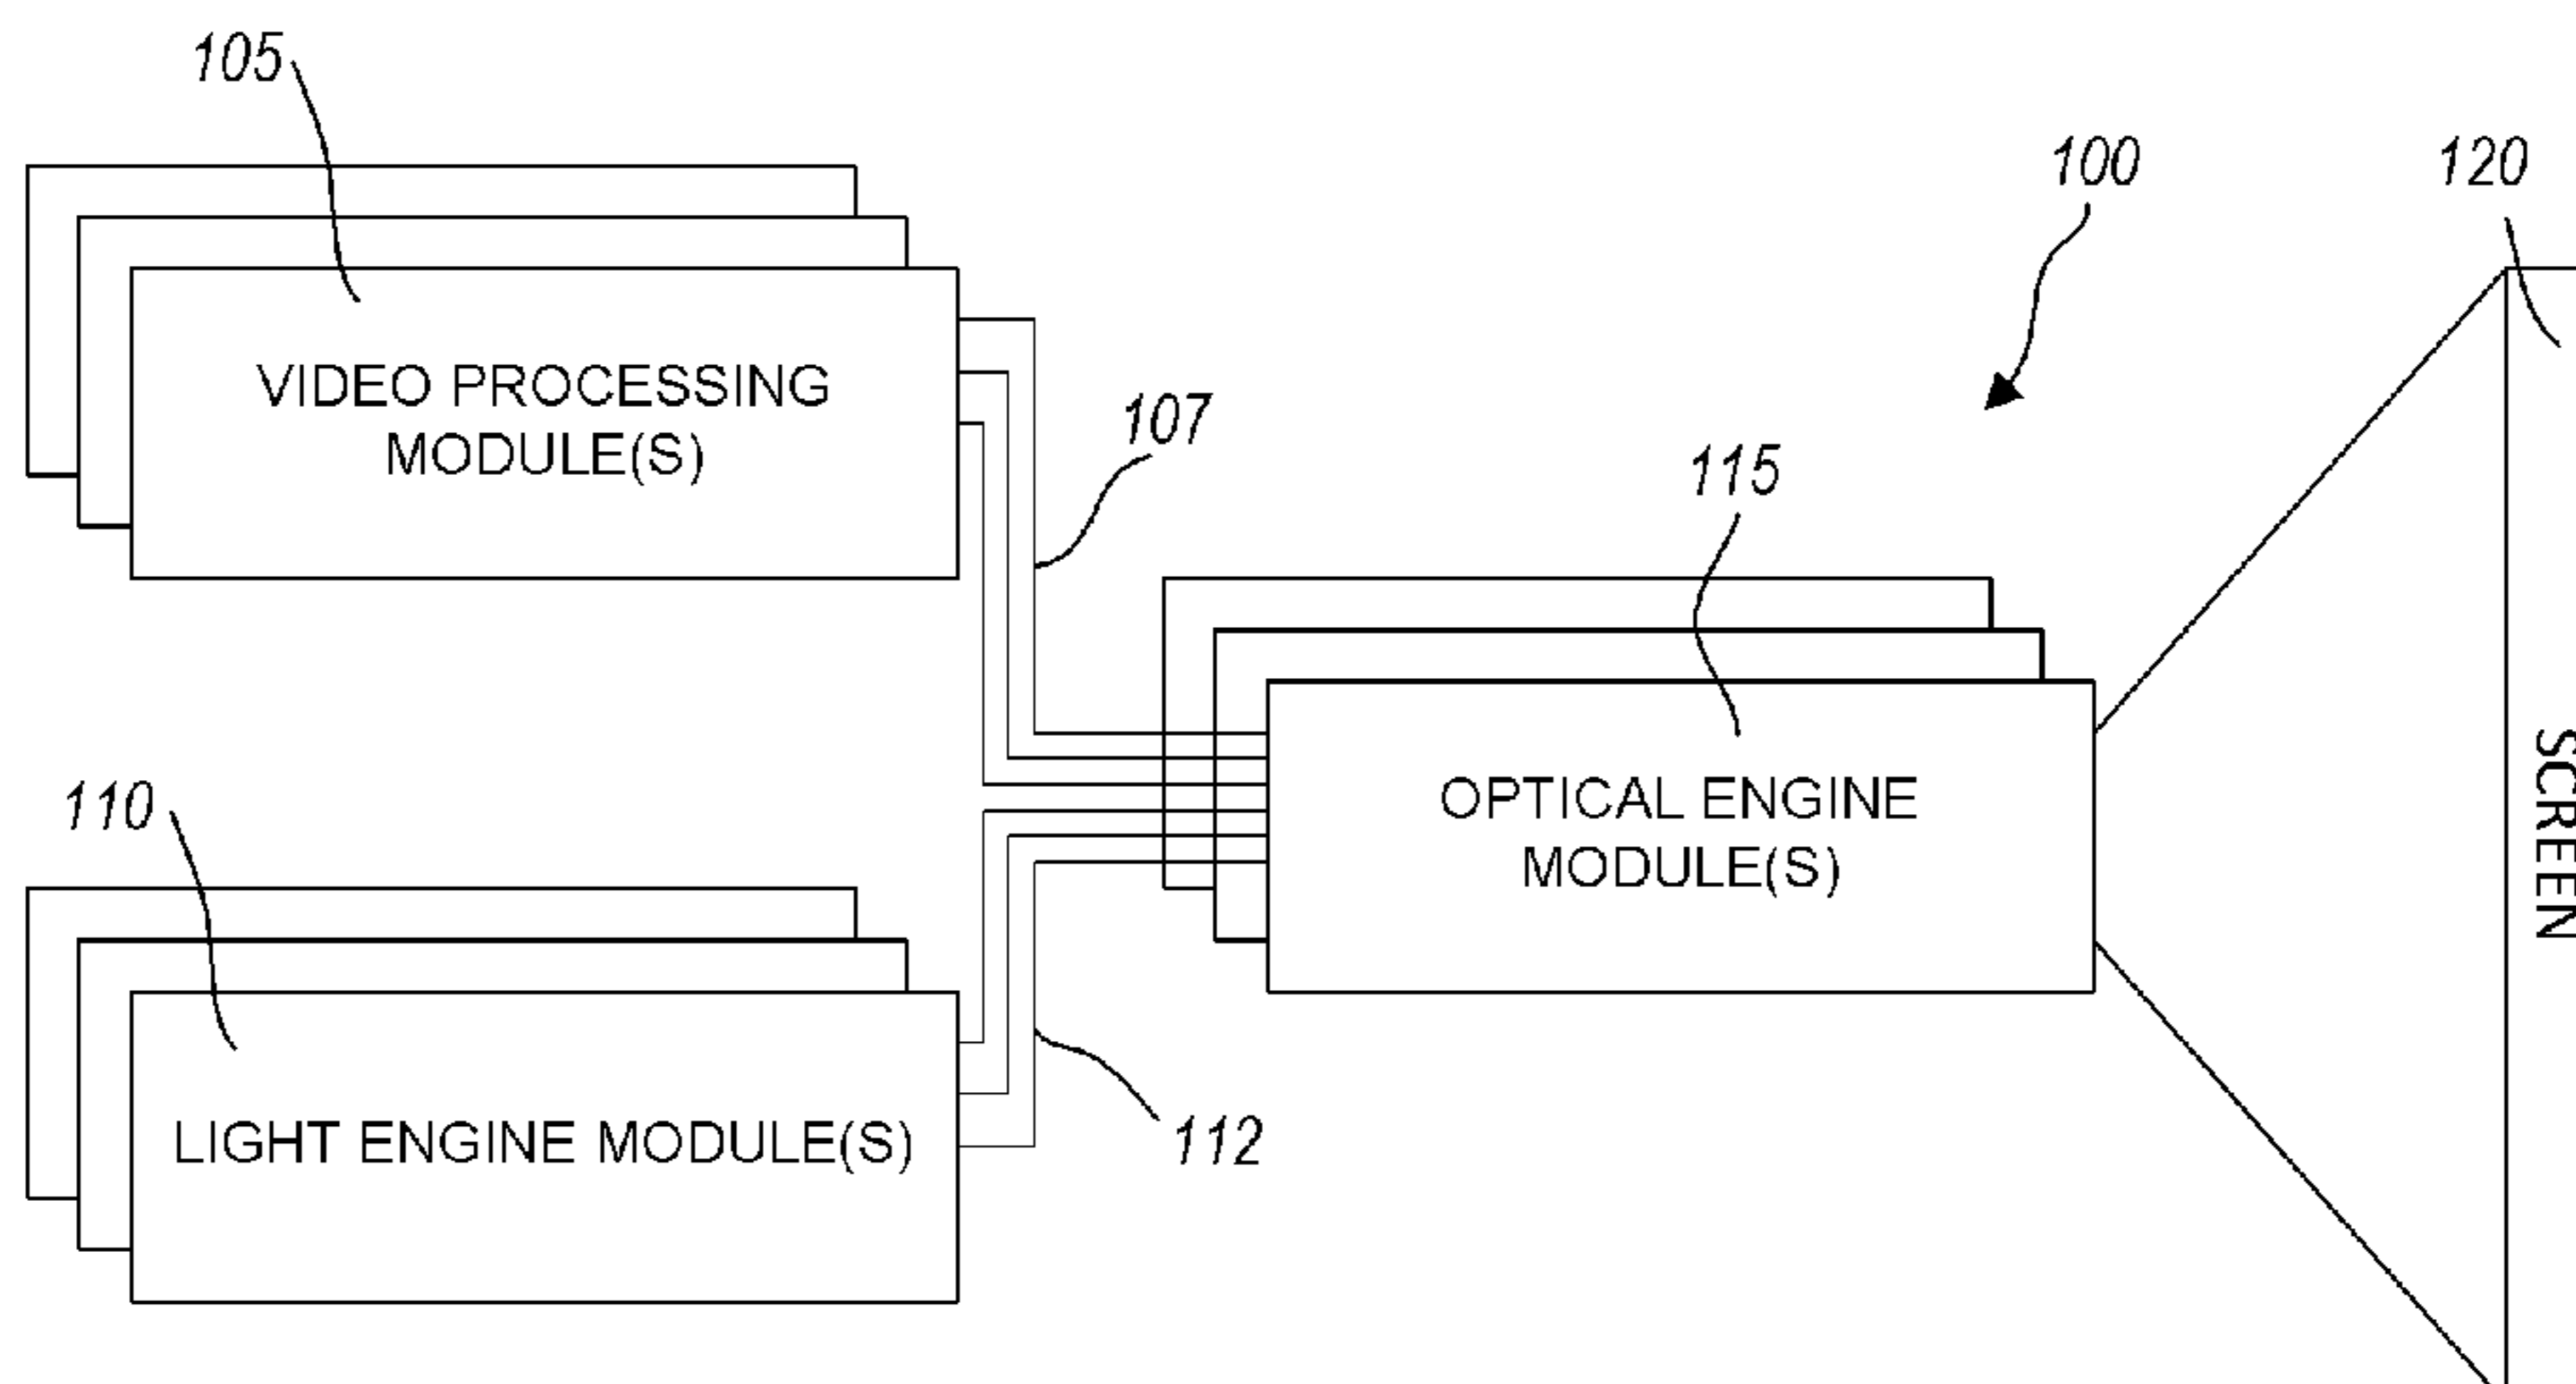 105
100
120
VIDEO PROCESSING
MODULE(S)
107
115
OPTICAL ENGINE
MODULE(S)
SCREEN
110
LIGHT ENGINE MODULE(S)
112